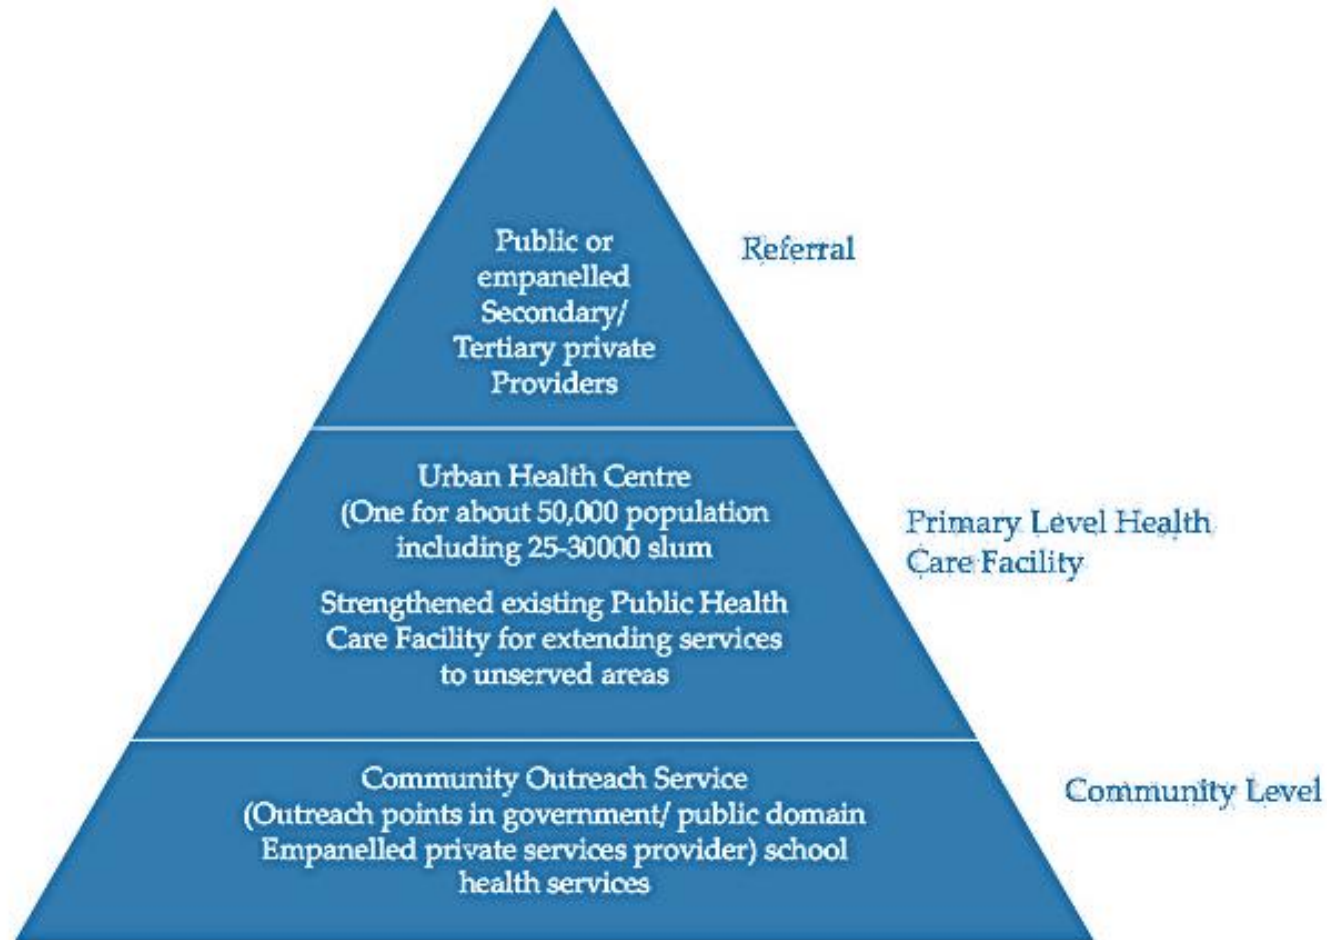 Public or
empanelled
Secondary/
Tertiary private
Providers
Referral
Urban Health Centre
(One for about 50,000 population
including 25-30000 slum
Strengthened existing Public Health
Care Facility for extending services
to unserved areas
Primary Level Health
Care Facility
Community Outreach Service
(Outreach points in government/ public domain
Empanelled private services provider) school
health services
Community Level